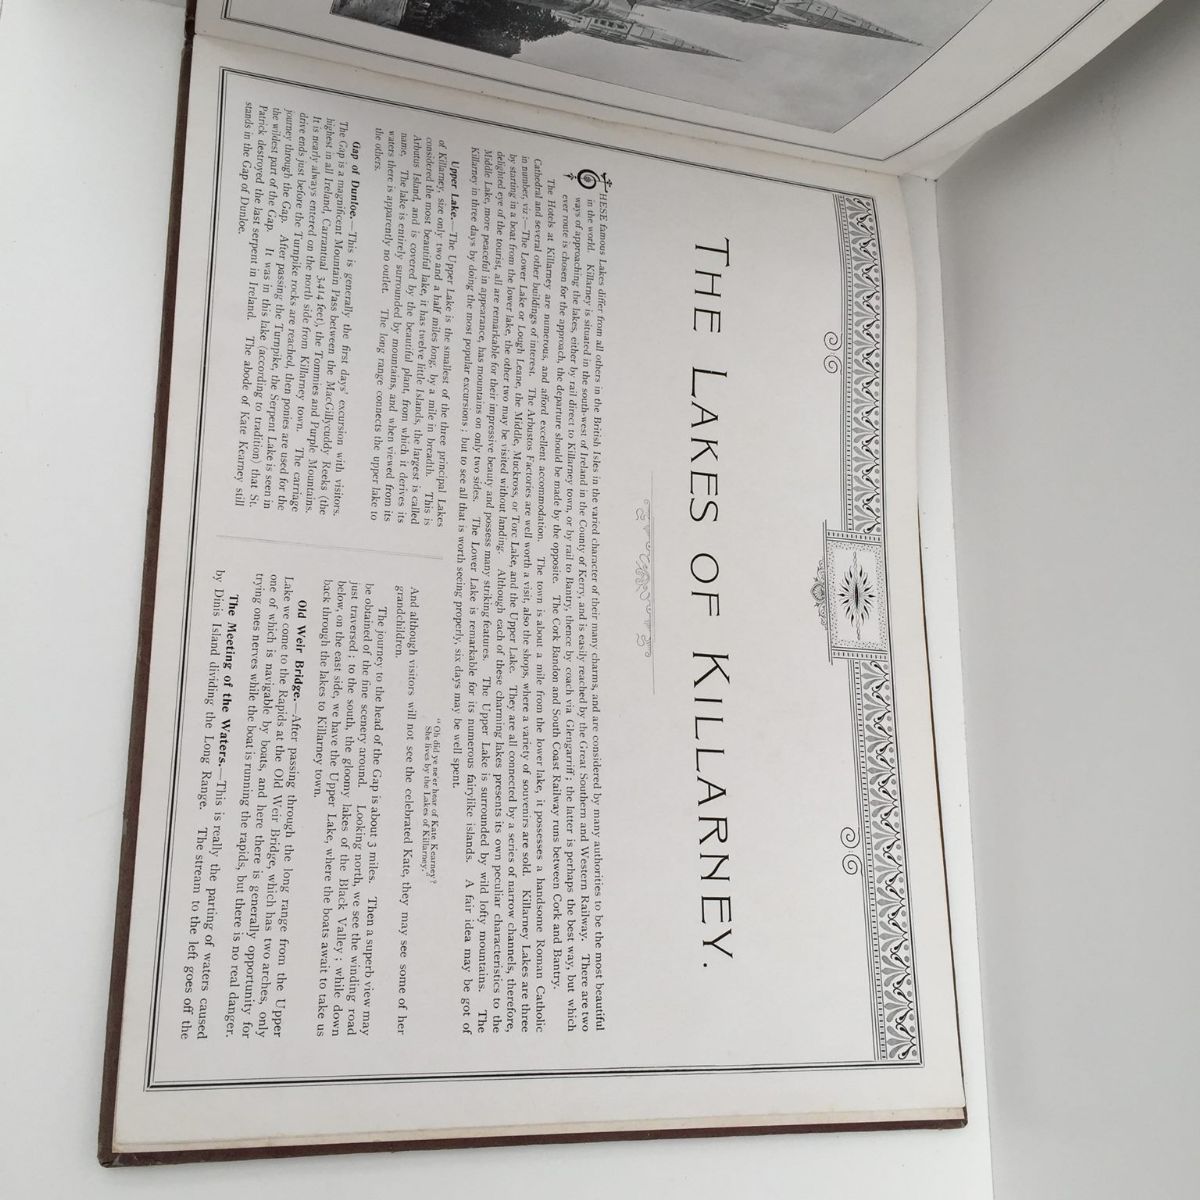 THE LAKES OF KILLARNEY.
THESE famous Lakes differ from all others in the British Isles in the varied character of their many charms, and are considered by many authorities to be the most beautiful
in the world. Killarney is situated in the south-west of Ireland in the County of Kerry, and is easily reached by the Great Southern and Western Railway. There are two
ways of approaching the lakes, either by rail direct to Killarney town, or by rail to Bantry, thence by coach via Glengarriff; the latter is perhaps the best way, but which
ever route is chosen for the approach, the departure should be made by the opposite. The Cork Bandon and South Coast Railway runs between Cork and Bantry.
The Hotels at Killarney are numerous, and afford excellent accommodation. The town is about a mile from the lower lake, it possesses a handsome Roman Catholic
Cathedral and several other buildings of interest. The Arbustos Factories are well worth a visit, also the shops, where a variety of souvenirs are sold. Killarney Lakes are three
in number, viz:—The Lower Lake or Lough Leane, the Middle, Muckross, or Torc Lake, and the Upper Lake. They are all connected by a series of narrow channels, therefore,
by starting in a boat from the lower lake, the other two may be visited without landing. Although each of these charming lakes presents its own peculiar characteristics to the
delighted eye of the tourist, all are remarkable for their impressive beauty and possess many striking features. The Upper Lake is surrounded by wild lofty mountains. The
Middle Lake, more peaceful in appearance, has mountains on only two sides. The Lower Lake is remarkable for its numerous fairylike islands. A fair idea may be got of
Killarney in three days by doing the most popular excursions; but to see all that is worth seeing properly, six days may be well spent.
Upper Lake.—The Upper Lake is the smallest of the three principal Lakes
of Killarney, size only two and a half miles long, by a mile in breadth. This is
considered the most beautiful lake, it has twelve little Islands, the largest is called
Arbutus Island, and is covered by the beautiful plant, from which it derives its
name. The lake is entirely surrounded by mountains, and when viewed from its
waters there is apparently no outlet. The long range connects the upper lake to
the others.
Gap of Dunloe.—This is generally the first days' excursion with visitors.
The Gap is a magnificent Mountain Pass between the MacGillycuddy Reeks (the
highest in all Ireland, Carrantual 3,414 feet), the Tommies and Purple Mountains.
It is nearly always entered on the north side from Killarney town. The carriage
drive ends just before the Turnpike rocks are reached, then ponies are used for the
journey through the Gap. After passing the Turnpike, the Serpent Lake is seen in
the wildest part of the Gap. It was in this lake (according to tradition) that St.
Patrick destroyed the last serpent in Ireland. The abode of Kate Kearney still
stands in the Gap of Dunloe.
"Oh did ye ne'er hear of Kate Kearney?
She lives by the Lakes of Killarney,"
And although visitors will not see the celebrated Kate, they may see some of her
grandchildren.
The journey to the head of the Gap is about 3 miles. Then a superb view may
be obtained of the fine scenery around. Looking north, we see the winding road
just traversed; to the south, the gloomy lakes of the Black Valley; while down
below, on the east side, we have the Upper Lake, where the boats await to take us
back through the lakes to Killarney town.
Old Weir Bridge.—After passing through the long range from the Upper
Lake we come to the Rapids at the Old Weir Bridge, which has two arches, only
one of which is navigable by boats, and here there is generally opportunity for
trying ones nerves while the boat is running the rapids, but there is no real danger.
The Meeting of the Waters.—This is really the parting of waters caused
by Dinis Island dividing the Long Range. The stream to the left goes off the